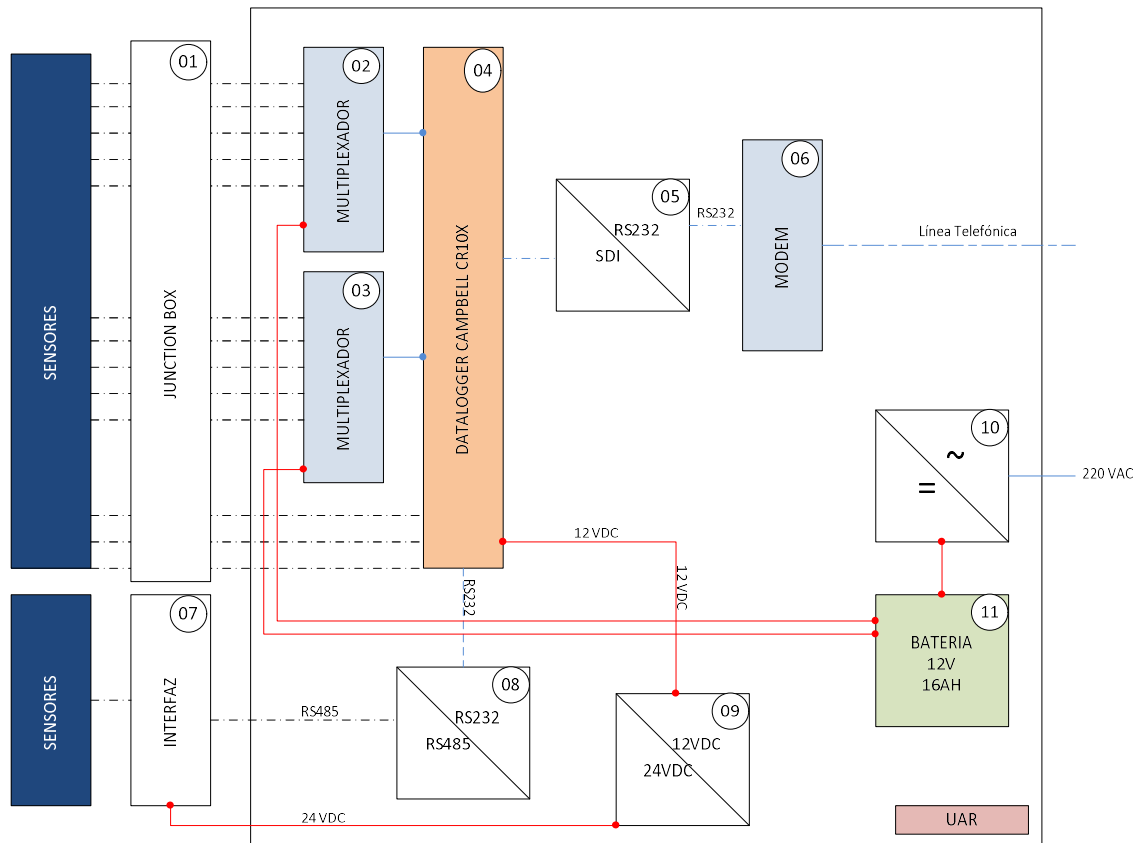 SENSORES
01
JUNCTION BOX
02
MULTIPLEXADOR
03
MULTIPLEXADOR
04
DATALOGGER CAMPBELL CR10X
05
RS232
SDI
RS232
06
MODEM
Línea Telefónica
10
~
=
220 VAC
12 VDC
12 VDC
RS232
SENSORES
07
INTERFAZ
RS485
08
RS232
RS485
09
12VDC
24VDC
24 VDC
11
BATERIA
12V
16AH
UAR